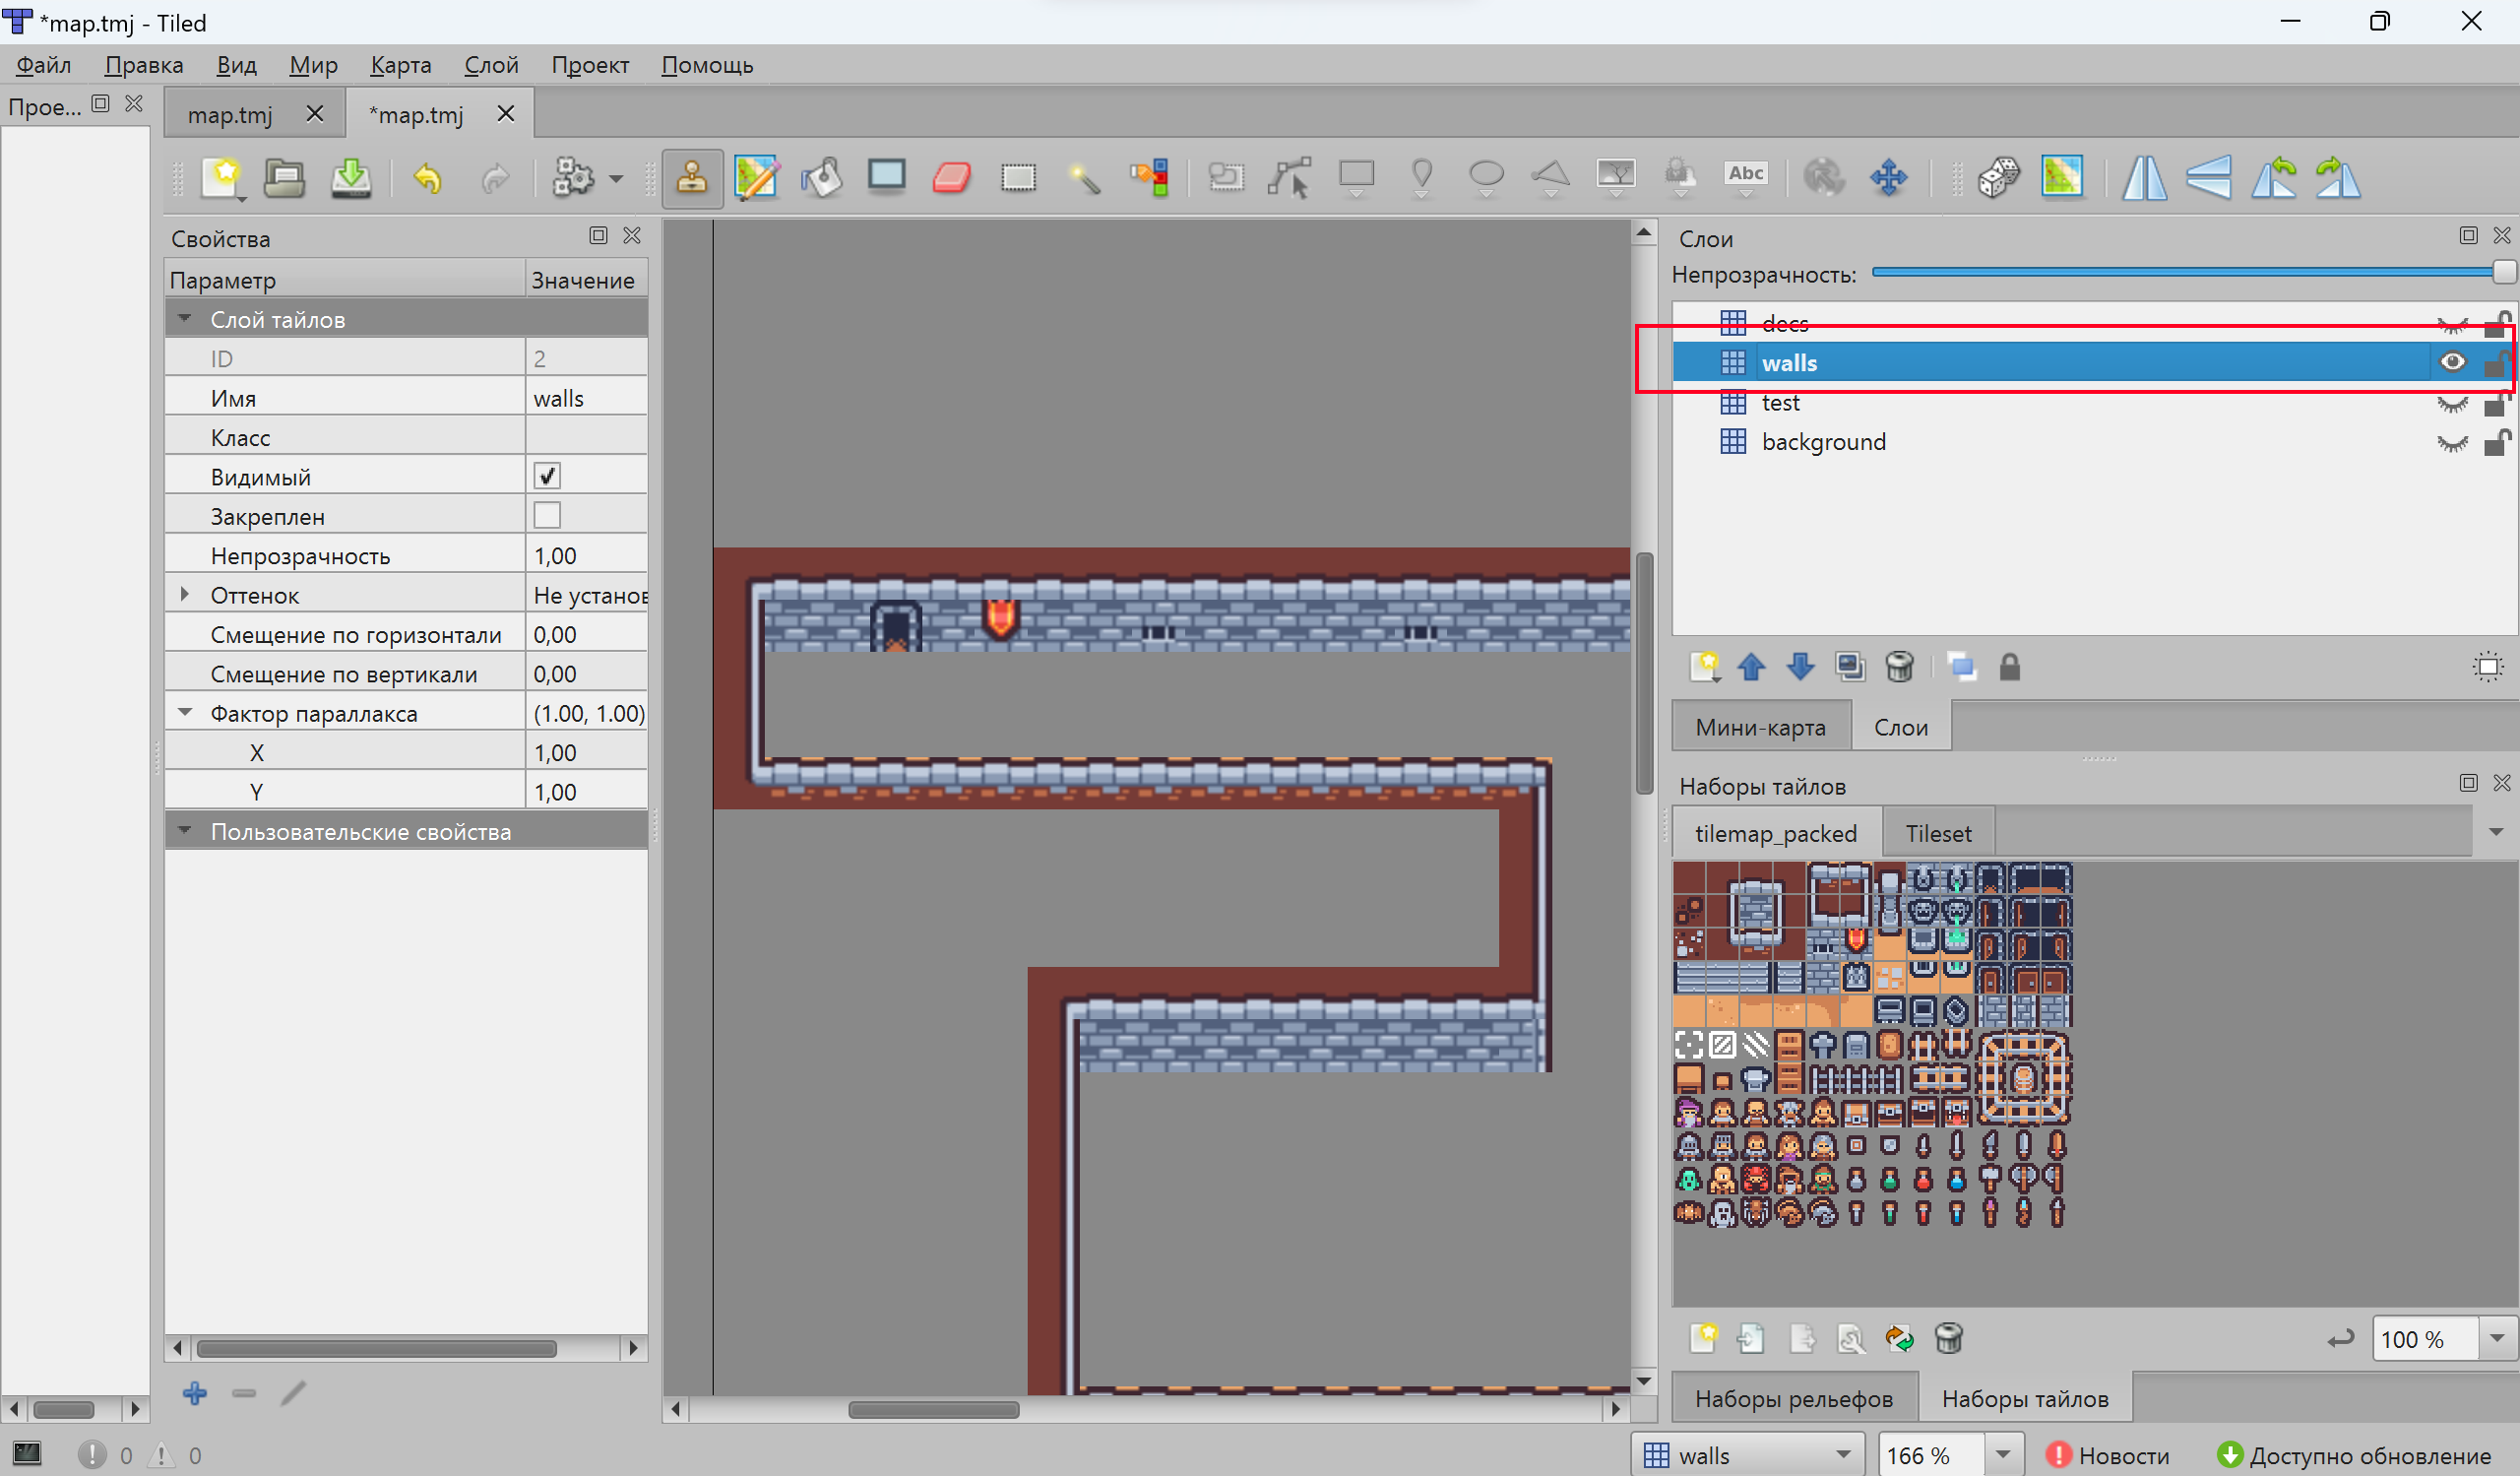 *map.tmj - Tiled
Файл Правка Вид Мир Карта Слой Проект Помощь
Прое...
map.tmj *map.tmj
Abc
Свойства
Параметр Значение
Слой тайлов
ID 2
Имя walls
Класс
Видимый
Закреплен
Непрозрачность 1,00
Оттенок Не установ
Смещение по горизонтали 0,00
Смещение по вертикали 0,00
Фактор параллакса (1.00, 1.00)
X 1,00
Y 1,00
Пользовательские свойства
Слои
Непрозрачность:
decs
walls
test
background
Мини-карта Слои
Наборы тайлов
tilemap_packed Tileset
100 %
Наборы рельефов Наборы тайлов
0 0
walls 166 % Новости Доступно обновление